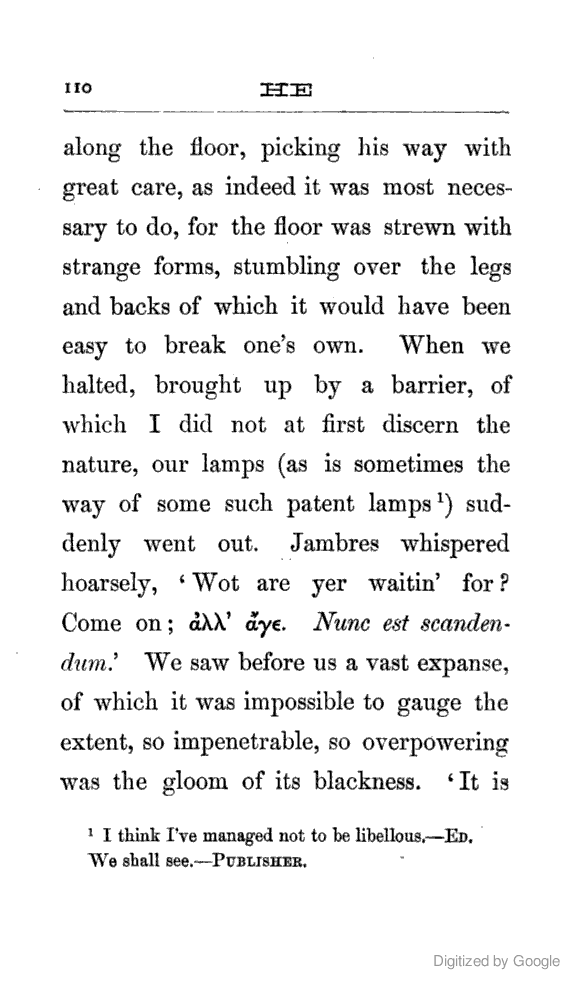 110 HE
along the floor, picking his way with
great care, as indeed it was most neces-
sary to do, for the floor was strewn with
strange forms, stumbling over the legs
and backs of which it would have been
easy to break one's own. When we
halted, brought up by a barrier, of
which I did not at first discern the
nature, our lamps (as is sometimes the
way of some such patent lamps ¹) sud-
denly went out. Jambres whispered
hoarsely, ‘Wot are yer waitin’ for?
Come on; ἀλλ’ ἄγε. Nunc est scanden-
dum.’ We saw before us a vast expanse,
of which it was impossible to gauge the
extent, so impenetrable, so overpowering
was the gloom of its blackness. ‘It is
¹ I think I've managed not to be libellous.—ED.
We shall see.—PUBLISHER.
Digitized by Google